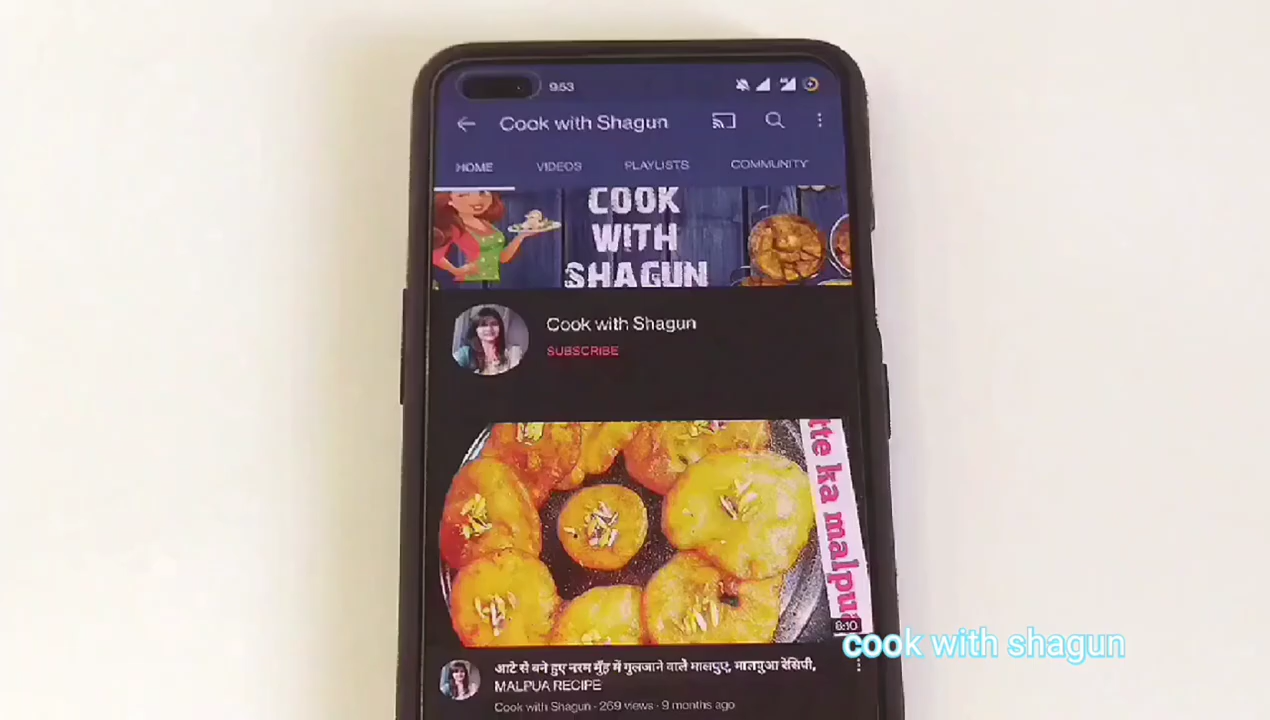 9:53
Cook with Shagun
HOME VIDEOS PLAYLISTS COMMUNITY
COOK
WITH
SHAGUN
Cook with Shagun
SUBSCRIBE
tte ka malpua
8:10
cook with shagun
आटे से बने हुए नरम मुँह में गुलजाने वाले मालपुए, मालपुआ रेसिपी,
MALPUA RECIPE
Cook with Shagun · 269 views · 9 months ago